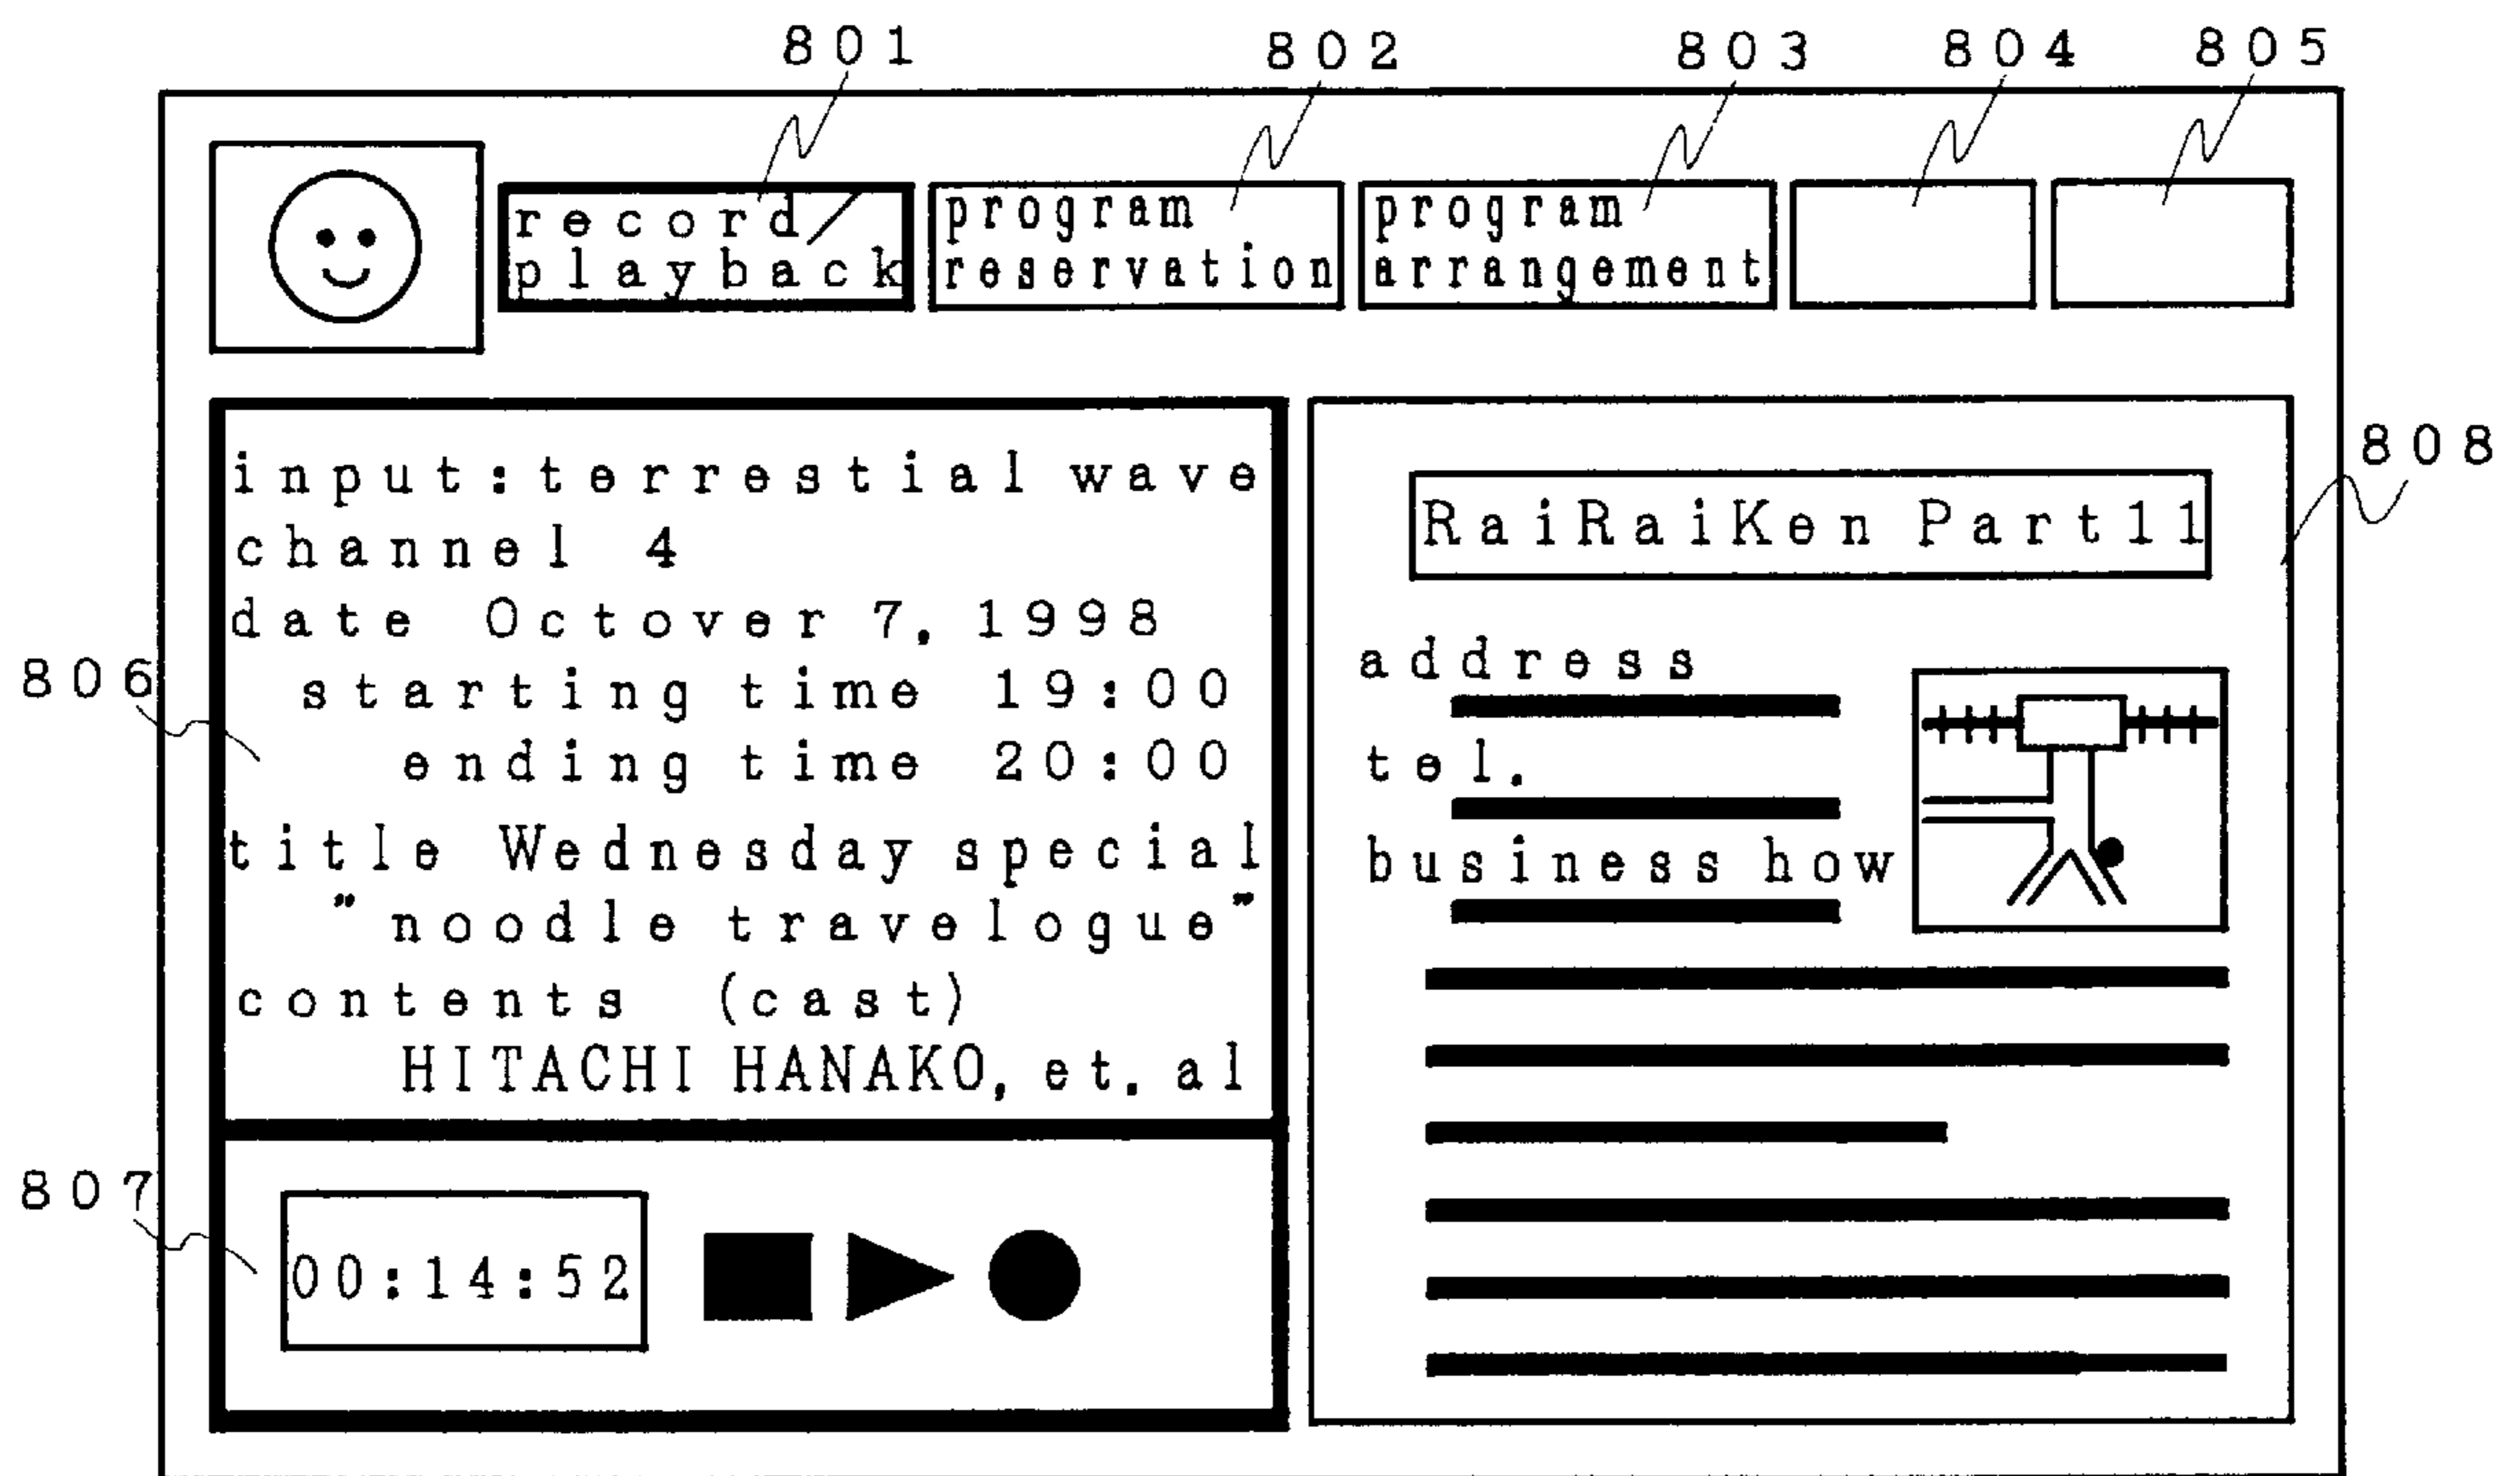 801 802 803 804 805
record/
playback
program
reservation
program
arrangement
input:terrestial wave
channel 4
date Octover 7, 1998
starting time 19:00
ending time 20:00
title Wednesday special
"noodle travelogue"
contents (cast)
HITACHI HANAKO, et. al
806
807
00:14:52
808
RaiRaiKen Part11
address
tel.
business how